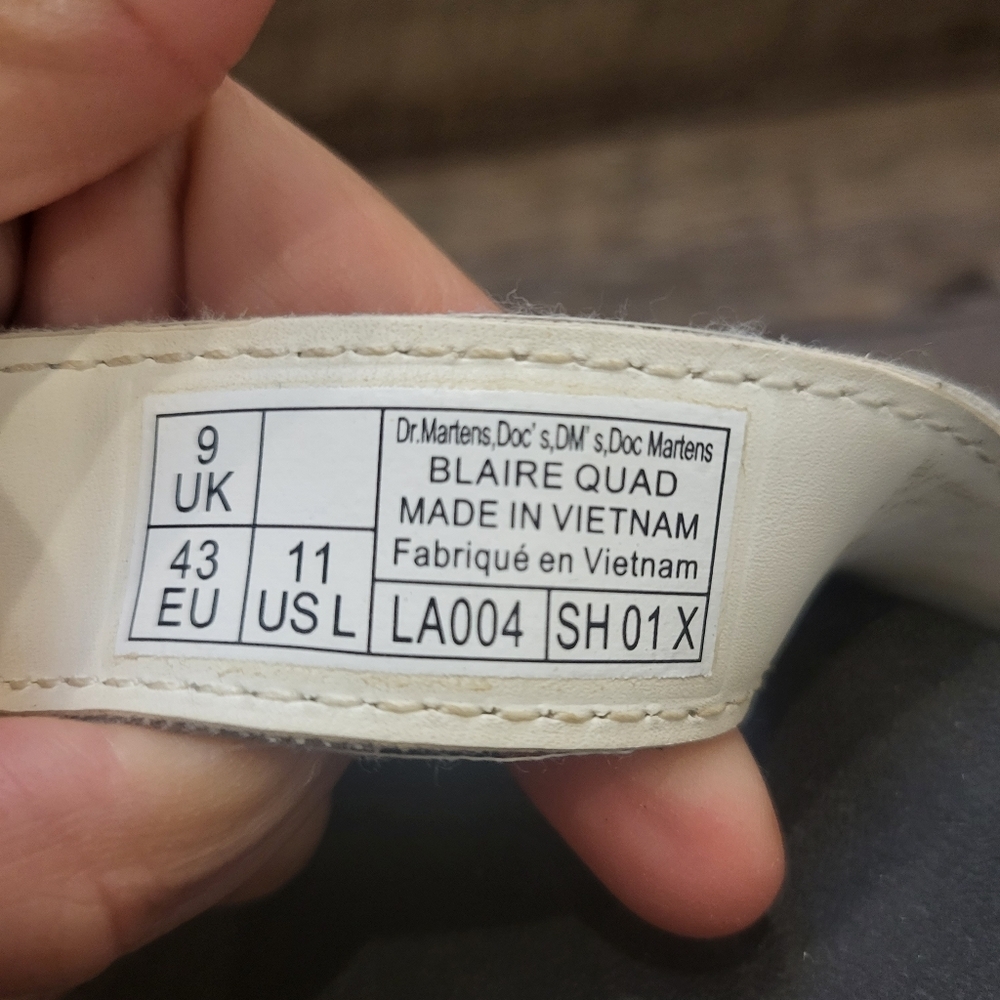 9
UK
43
EU
11
US L
Dr.Martens,Doc's,DM's,Doc Martens
BLAIRE QUAD
MADE IN VIETNAM
Fabriqué en Vietnam
LA004
SH 01 X